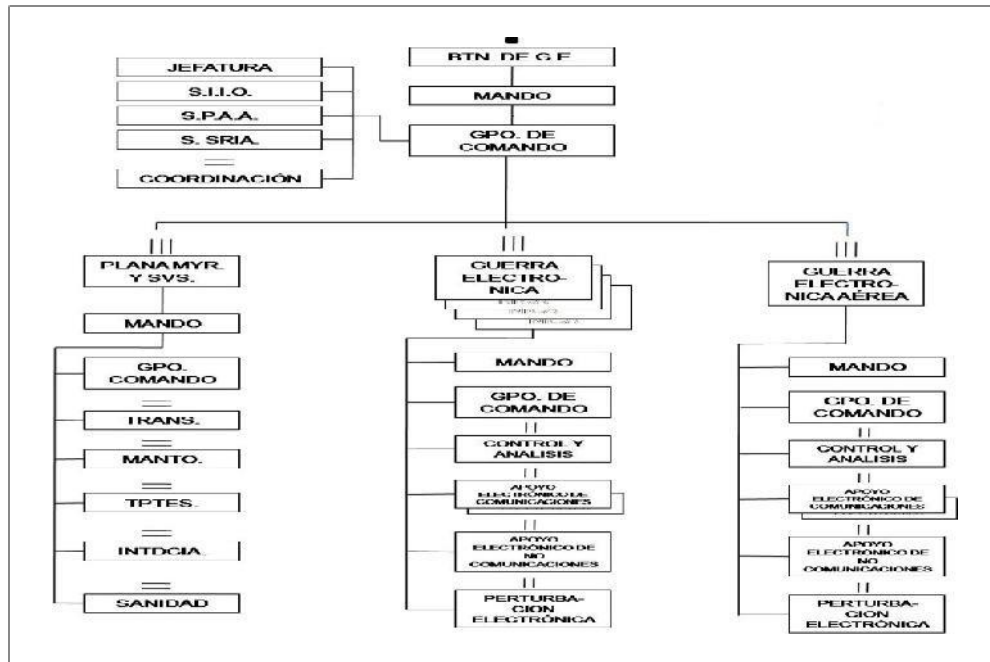 BTN. DE G.E.
MANDO
GPO. DE
COMANDO
JEFATURA
S.I.I.O.
S.P.A.A.
S. SRIA.
COORDINACIÓN
PLANA MYR.
Y SVS.
MANDO
GPO.
COMANDO
TRANS.
MANTO.
TPTES.
INTDCIA.
SANIDAD
GUERRA
ELECTRO-
NICA
MANDO
GPO. DE
COMANDO
CONTROL Y
ANALISIS
APOYO
ELECTRÓNICO DE
COMUNICACIONES
APOYO
ELECTRÓNICO DE
NO
COMUNICACIONES
PERTURBA-
CION
ELECTRÓNICA
GUERRA
ELECTRO-
NICA AÉREA
MANDO
GPO. DE
COMANDO
CONTROL Y
ANALISIS
APOYO
ELECTRÓNICO DE
COMUNICACIONES
APOYO
ELECTRÓNICO DE
NO
COMUNICACIONES
PERTURBA-
CION
ELECTRÓNICA